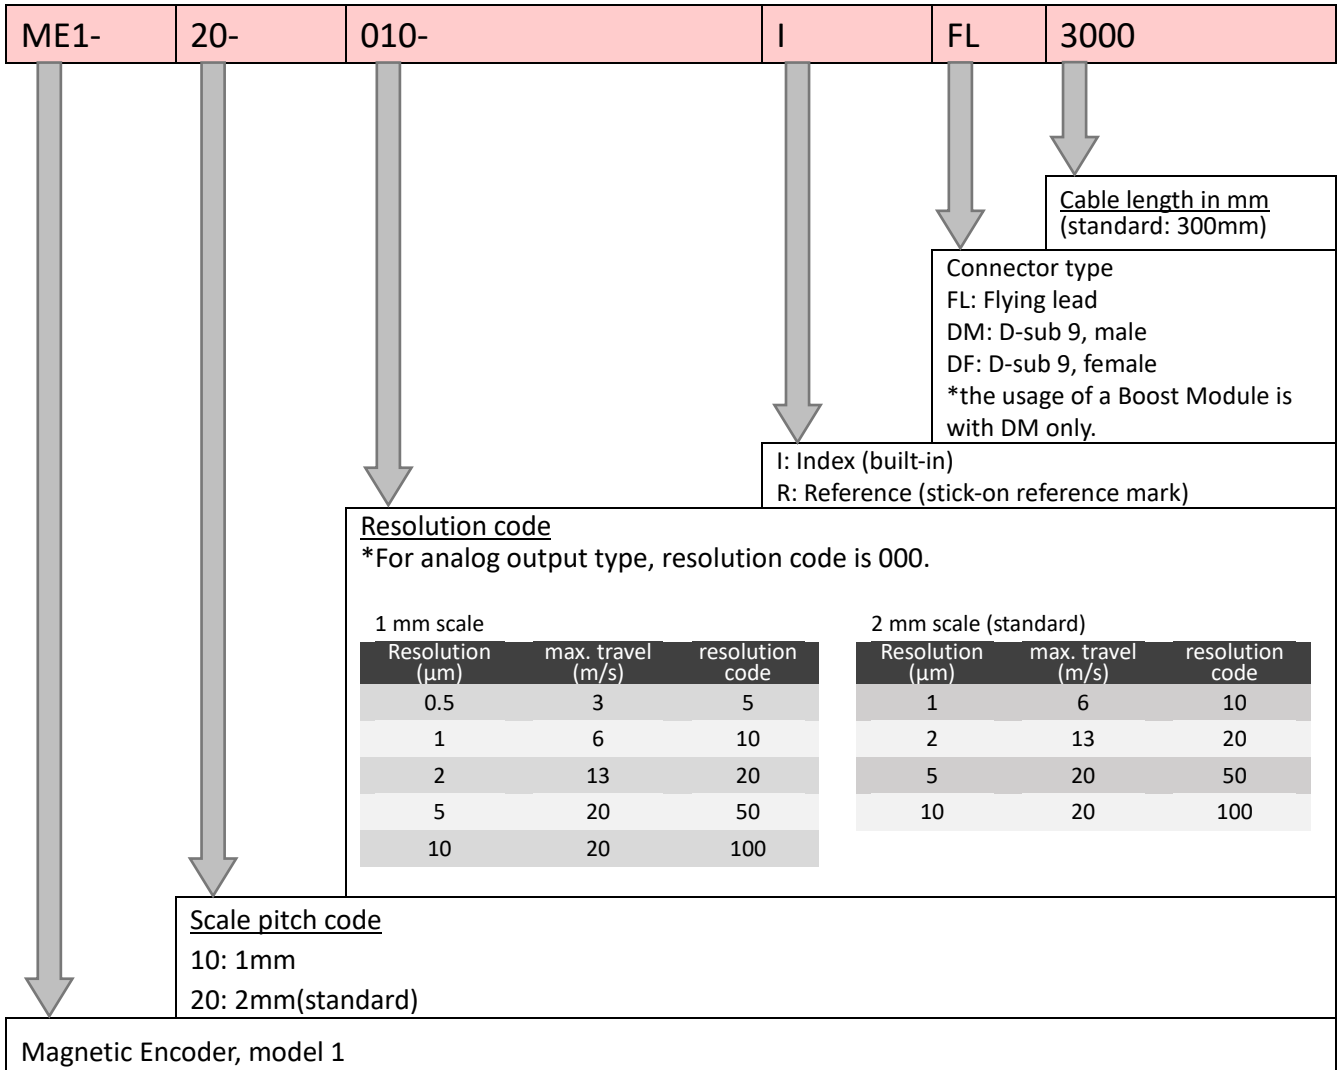 ME1- 20- 010- I FL 3000
Cable length in mm
(standard: 300mm)
Connector type
FL: Flying lead
DM: D-sub 9, male
DF: D-sub 9, female
*the usage of a Boost Module is
with DM only.
I: Index (built-in)
R: Reference (stick-on reference mark)
Resolution code
*For analog output type, resolution code is 000.
1 mm scale
Resolution (μm) max. travel (m/s) resolution code
0.5 3 5
1 6 10
2 13 20
5 20 50
10 20 100
2 mm scale (standard)
Resolution (μm) max. travel (m/s) resolution code
1 6 10
2 13 20
5 20 50
10 20 100
Scale pitch code
10: 1mm
20: 2mm(standard)
Magnetic Encoder, model 1